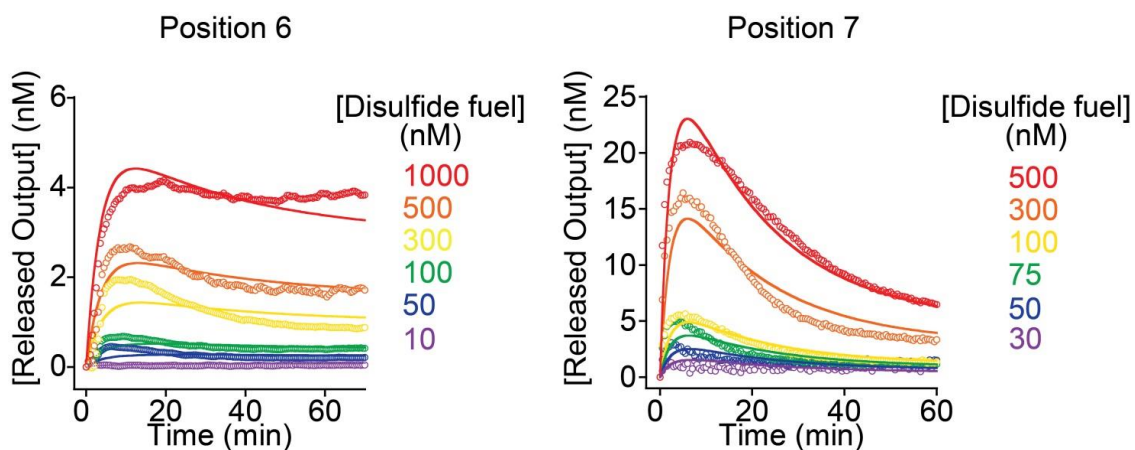 Position 6
[Released Output] (nM)
6
4
2
0
0 20 40 60
Time (min)
[Disulfide fuel]
(nM)
1000
500
300
100
50
10
Position 7
[Released Output] (nM)
25
20
15
10
5
0
0 20 40 60
Time (min)
[Disulfide fuel]
(nM)
500
300
100
75
50
30